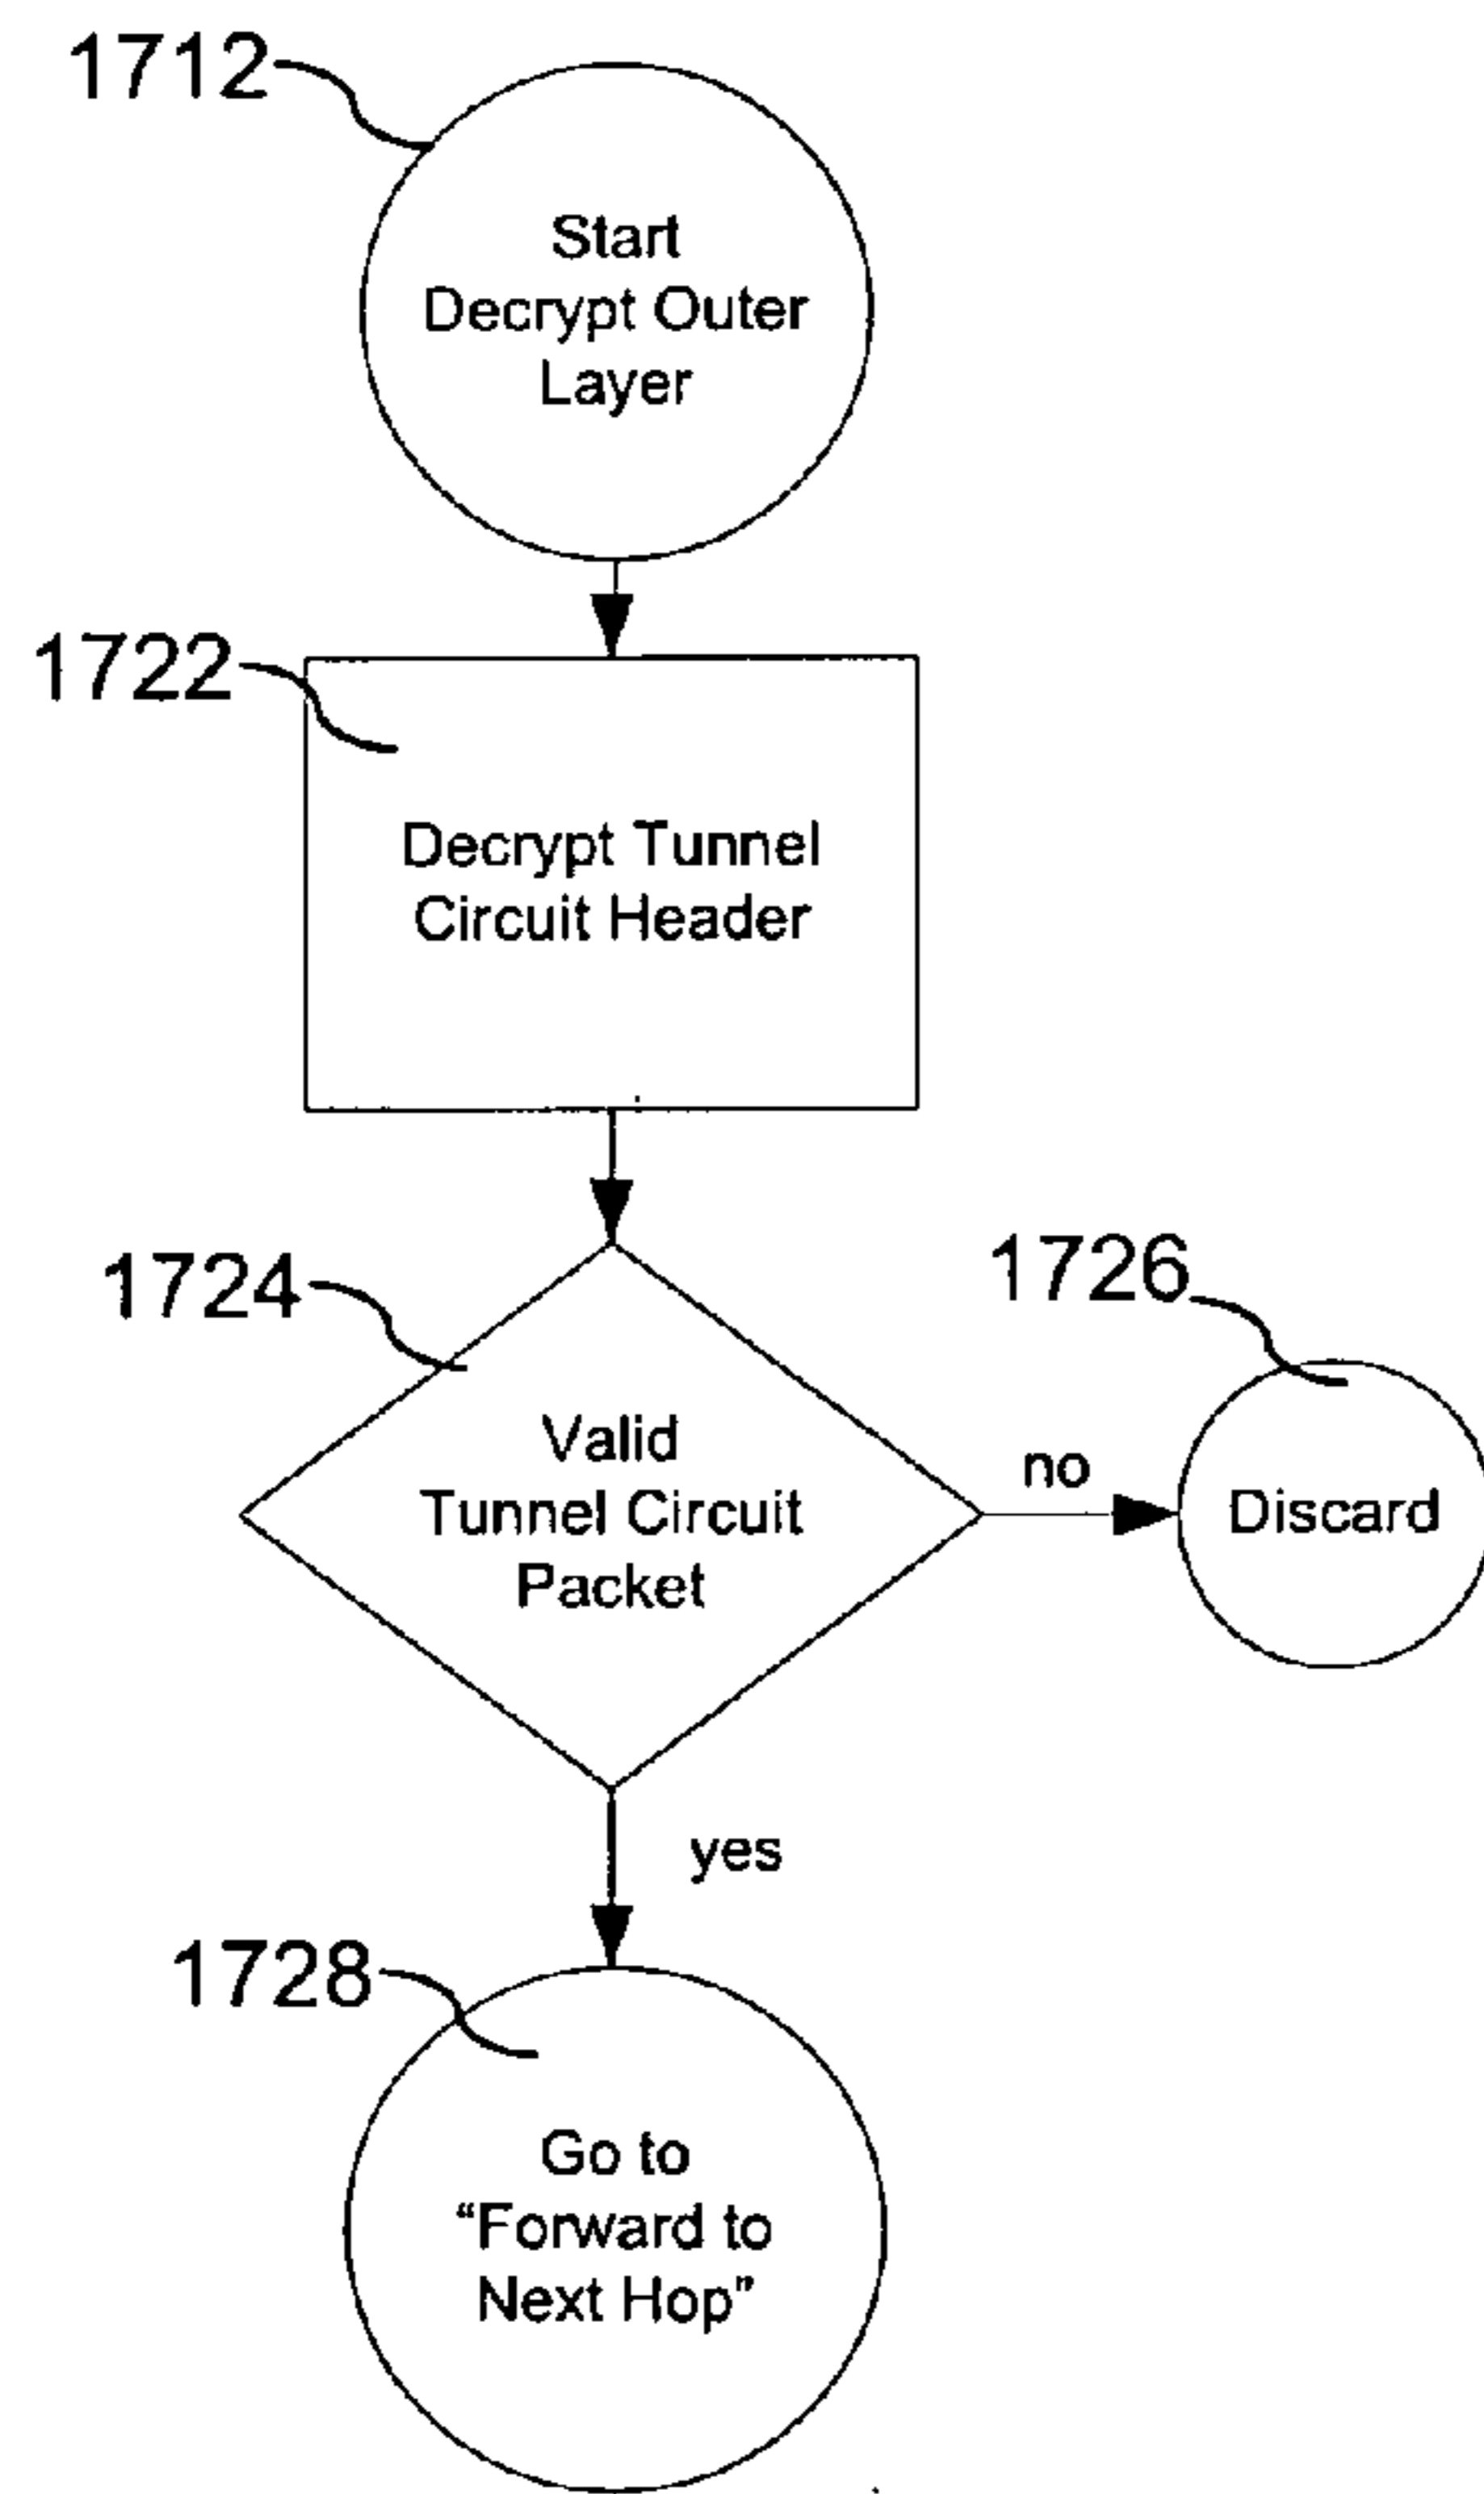 1712
Start
Decrypt Outer
Layer
1722
Decrypt Tunnel
Circuit Header
1724
Valid
Tunnel Circuit
Packet
1726
no
Discard
yes
1728
Go to
“Forward to
Next Hop”